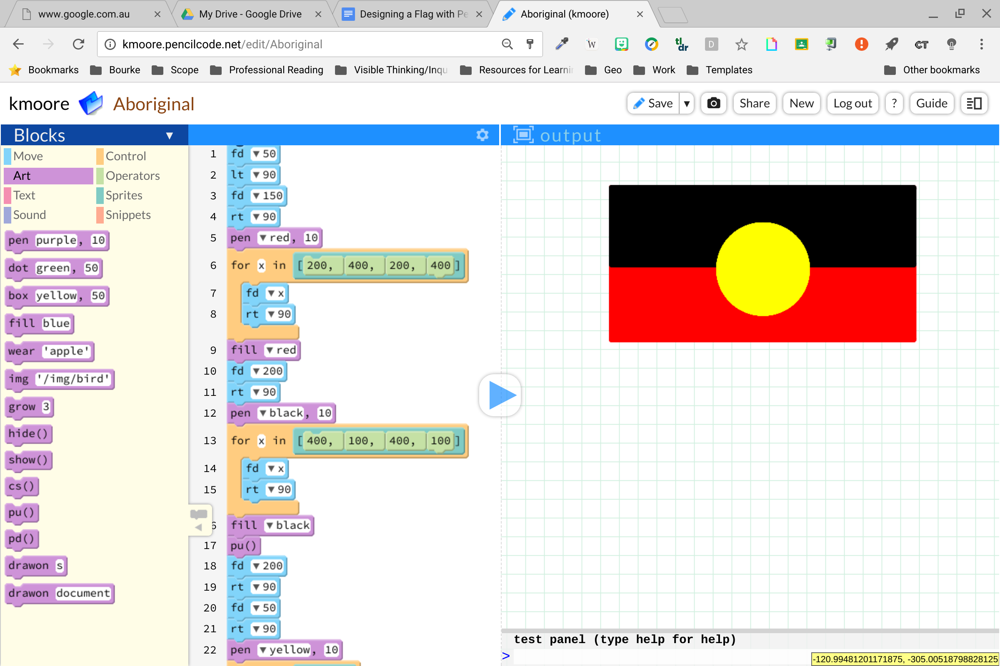 www.google.com.au
My Drive - Google Drive
Designing a Flag with Pe
Aboriginal (kmoore)
kmoore.pencilcode.net/edit/Aboriginal
W
tl;dr
D
CT
Bookmarks
Bourke
Scope
Professional Reading
Visible Thinking/Inqu
Resources for Learni
Geo
Work
Templates
Other bookmarks
kmoore
Aboriginal
Save
Share
New
Log out
?
Guide
Blocks
output
Move
Control
Art
Operators
Text
Sprites
Sound
Snippets
pen purple, 10
dot green, 50
box yellow, 50
fill blue
wear 'apple'
img '/img/bird'
grow 3
hide()
show()
cs()
pu()
pd()
drawon s
drawon document
1 fd 50
2 lt 90
3 fd 150
4 rt 90
5 pen red, 10
6 for x in [200, 400, 200, 400]
7 fd x
8 rt 90
9 fill red
10 fd 200
11 rt 90
12 pen black, 10
13 for x in [400, 100, 400, 100]
14 fd x
15 rt 90
6 fill black
17 pu()
18 fd 200
19 rt 90
20 fd 50
21 rt 90
22 pen yellow, 10
test panel (type help for help)
>
-120.99481201171875, -305.00518798828125